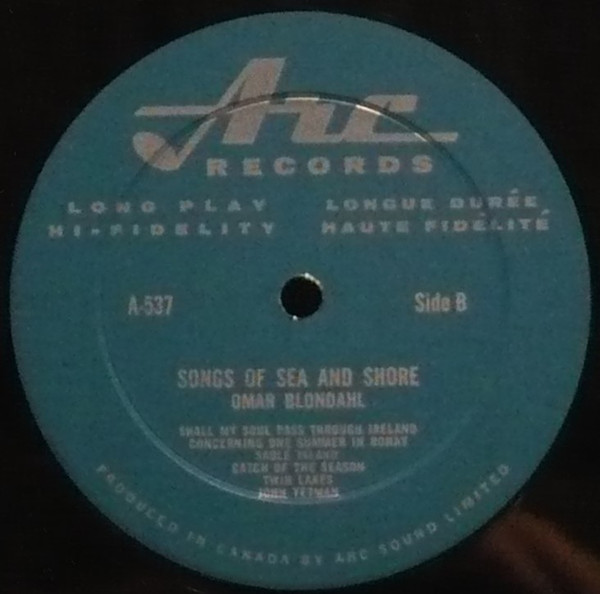 Arc
RECORDS
LONG PLAY LONGUE DURÉE
HI-FIDELITY HAUTE FIDÉLITÉ
A-537 Side B
SONGS OF SEA AND SHORE
OMAR BLONDAHL
SHALL MY SOUL PASS THROUGH IRELAND
CONCERNING ONE SUMMER IN BONAY
SABLE ISLAND
CATCH OF THE SEASON
TWIN LAKES
JOHN YETMAN
PRODUCED IN CANADA BY ARC SOUND LIMITED